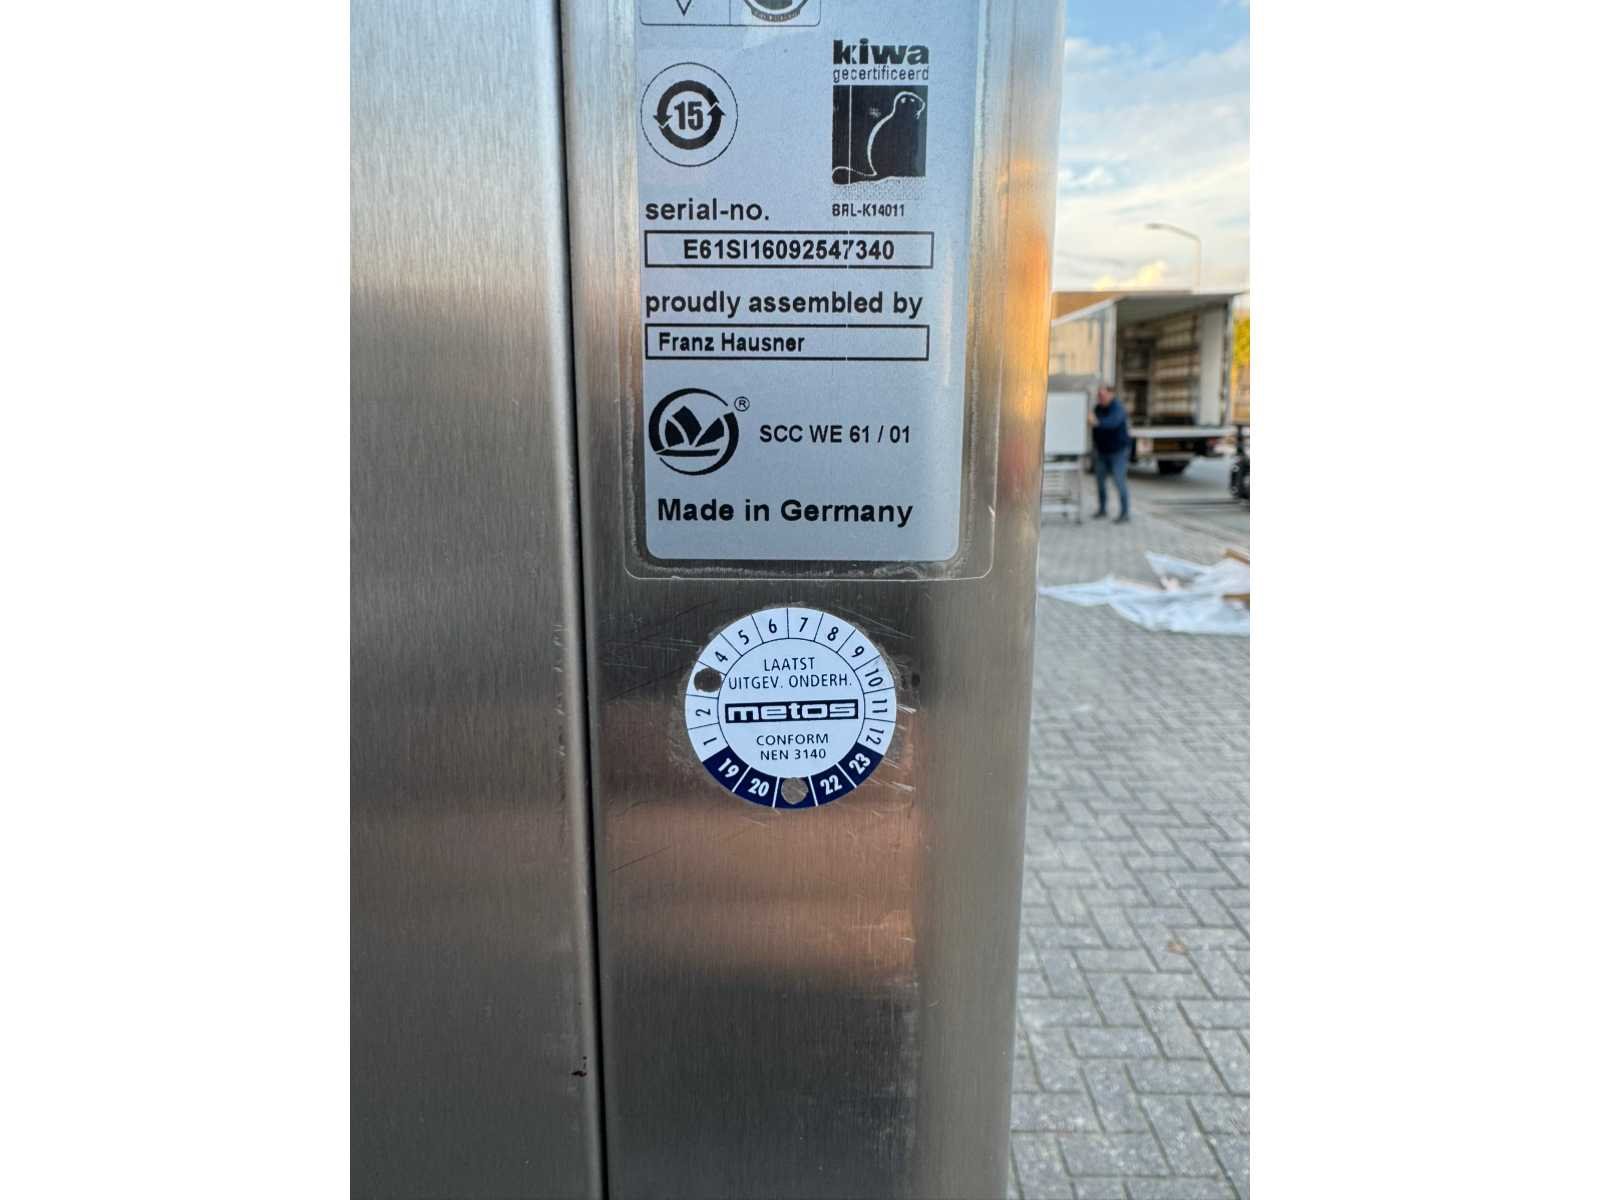 kiwa
gecertificeerd
15
BRL-K14011
serial-no.
E61SI16092547340
proudly assembled by
Franz Hausner
®
SCC WE 61 / 01
Made in Germany
1 2 4 5 6 7 8 9 10 11 12
LAATST
UITGEV. ONDERH.
metos
CONFORM
NEN 3140
19 20 22 23